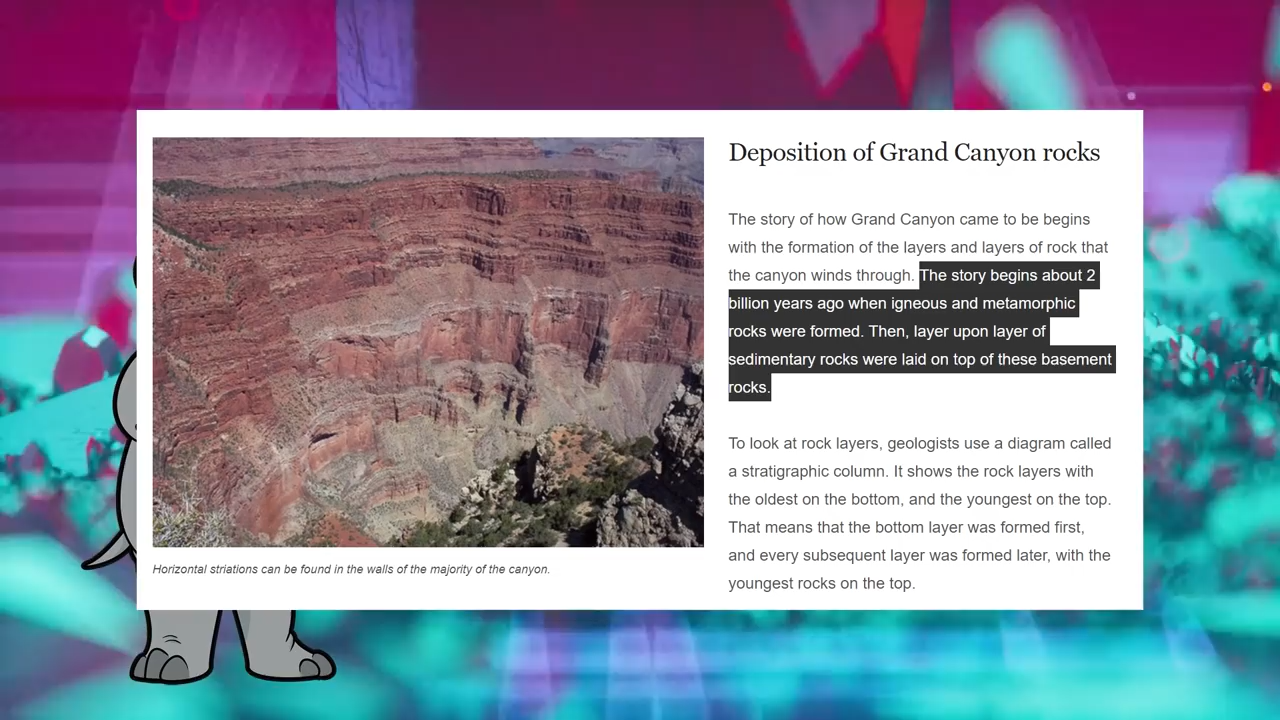 Deposition of Grand Canyon rocks
The story of how Grand Canyon came to be begins
with the formation of the layers and layers of rock that
the canyon winds through. The story begins about 2
billion years ago when igneous and metamorphic
rocks were formed. Then, layer upon layer of
sedimentary rocks were laid on top of these basement
rocks.
To look at rock layers, geologists use a diagram called
a stratigraphic column. It shows the rock layers with
the oldest on the bottom, and the youngest on the top.
That means that the bottom layer was formed first,
and every subsequent layer was formed later, with the
youngest rocks on the top.
Horizontal striations can be found in the walls of the majority of the canyon.